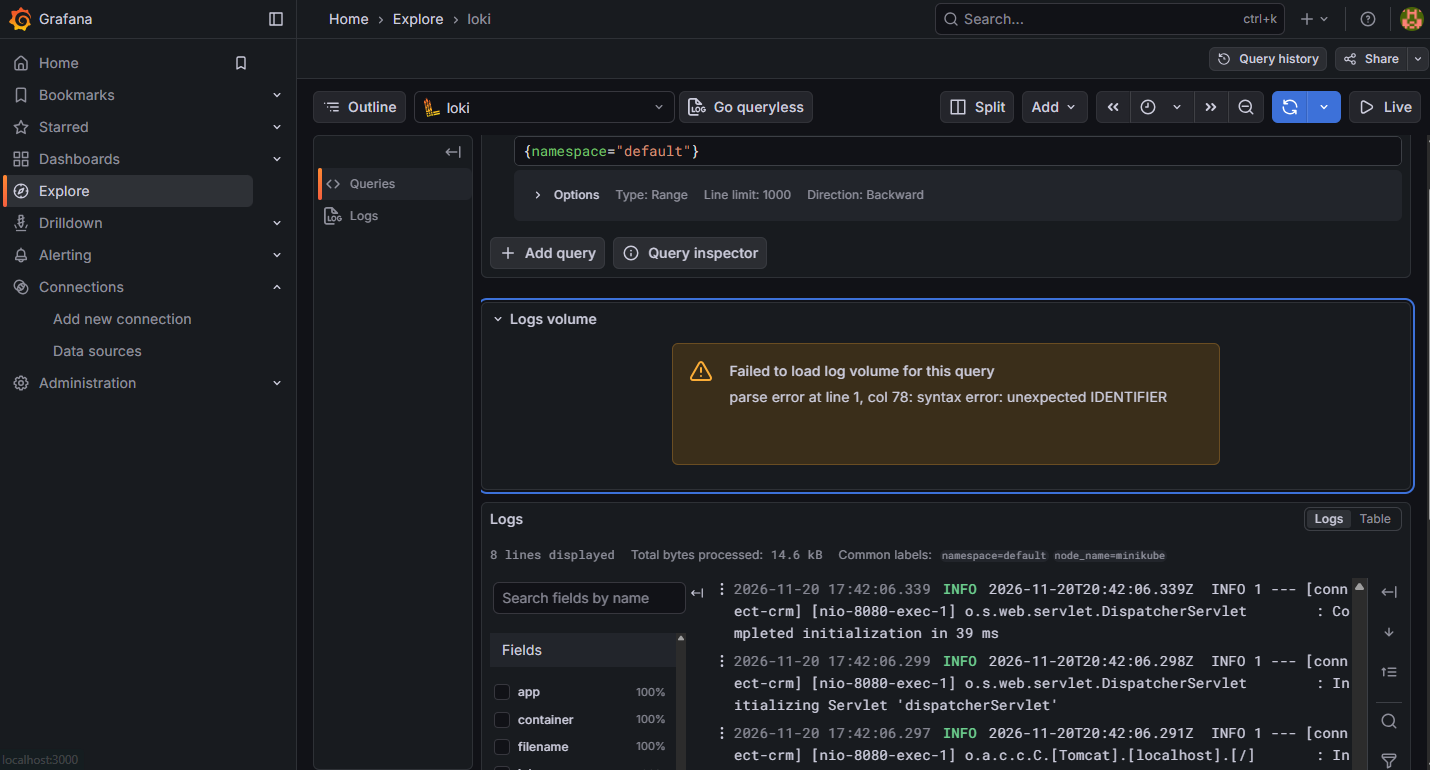 Grafana
Home › Explore › loki
Search...
ctrl+k
Home
Bookmarks
Starred
Dashboards
Explore
Drilldown
Alerting
Connections
Add new connection
Data sources
Administration
localhost:3000
Query history
Share
Outline
loki
Go queryless
Split
Add
Live
Queries
Logs
{namespace="default"}
Options Type: Range Line limit: 1000 Direction: Backward
Add query
Query inspector
Logs volume
Failed to load log volume for this query
parse error at line 1, col 78: syntax error: unexpected IDENTIFIER
Logs
Logs Table
8 lines displayed Total bytes processed: 14.6 kB Common labels: namespace=default node_name=minikube
Search fields by name
Fields
app 100%
container 100%
filename 100%
2026-11-20 17:42:06.339 INFO 2026-11-20T20:42:06.339Z INFO 1 --- [conn
ect-crm] [nio-8080-exec-1] o.s.web.servlet.DispatcherServlet : Co
mpleted initialization in 39 ms
2026-11-20 17:42:06.299 INFO 2026-11-20T20:42:06.298Z INFO 1 --- [conn
ect-crm] [nio-8080-exec-1] o.s.web.servlet.DispatcherServlet : In
itializing Servlet 'dispatcherServlet'
2026-11-20 17:42:06.297 INFO 2026-11-20T20:42:06.291Z INFO 1 --- [conn
ect-crm] [nio-8080-exec-1] o.a.c.c.C.[Tomcat].[localhost].[/] : In